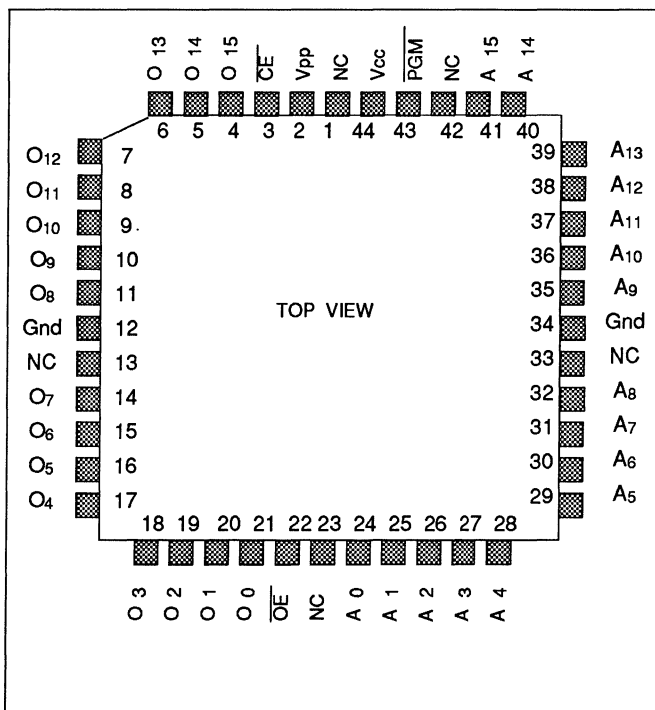 O 13 O 14 O 15 CE Vpp NC Vcc PGM NC A 15 A 14
6 5 4 3 2 1 44 43 42 41 40
O12 7 39 A13
O11 8 38 A12
O10 9 37 A11
O9 10 36 A10
O8 11 35 A9
TOP VIEW
Gnd 12 34 Gnd
NC 13 33 NC
O7 14 32 A8
O6 15 31 A7
O5 16 30 A6
O4 17 29 A5
18 19 20 21 22 23 24 25 26 27 28
O 3 O 2 O 1 O 0 OE NC A 0 A 1 A 2 A 3 A 4